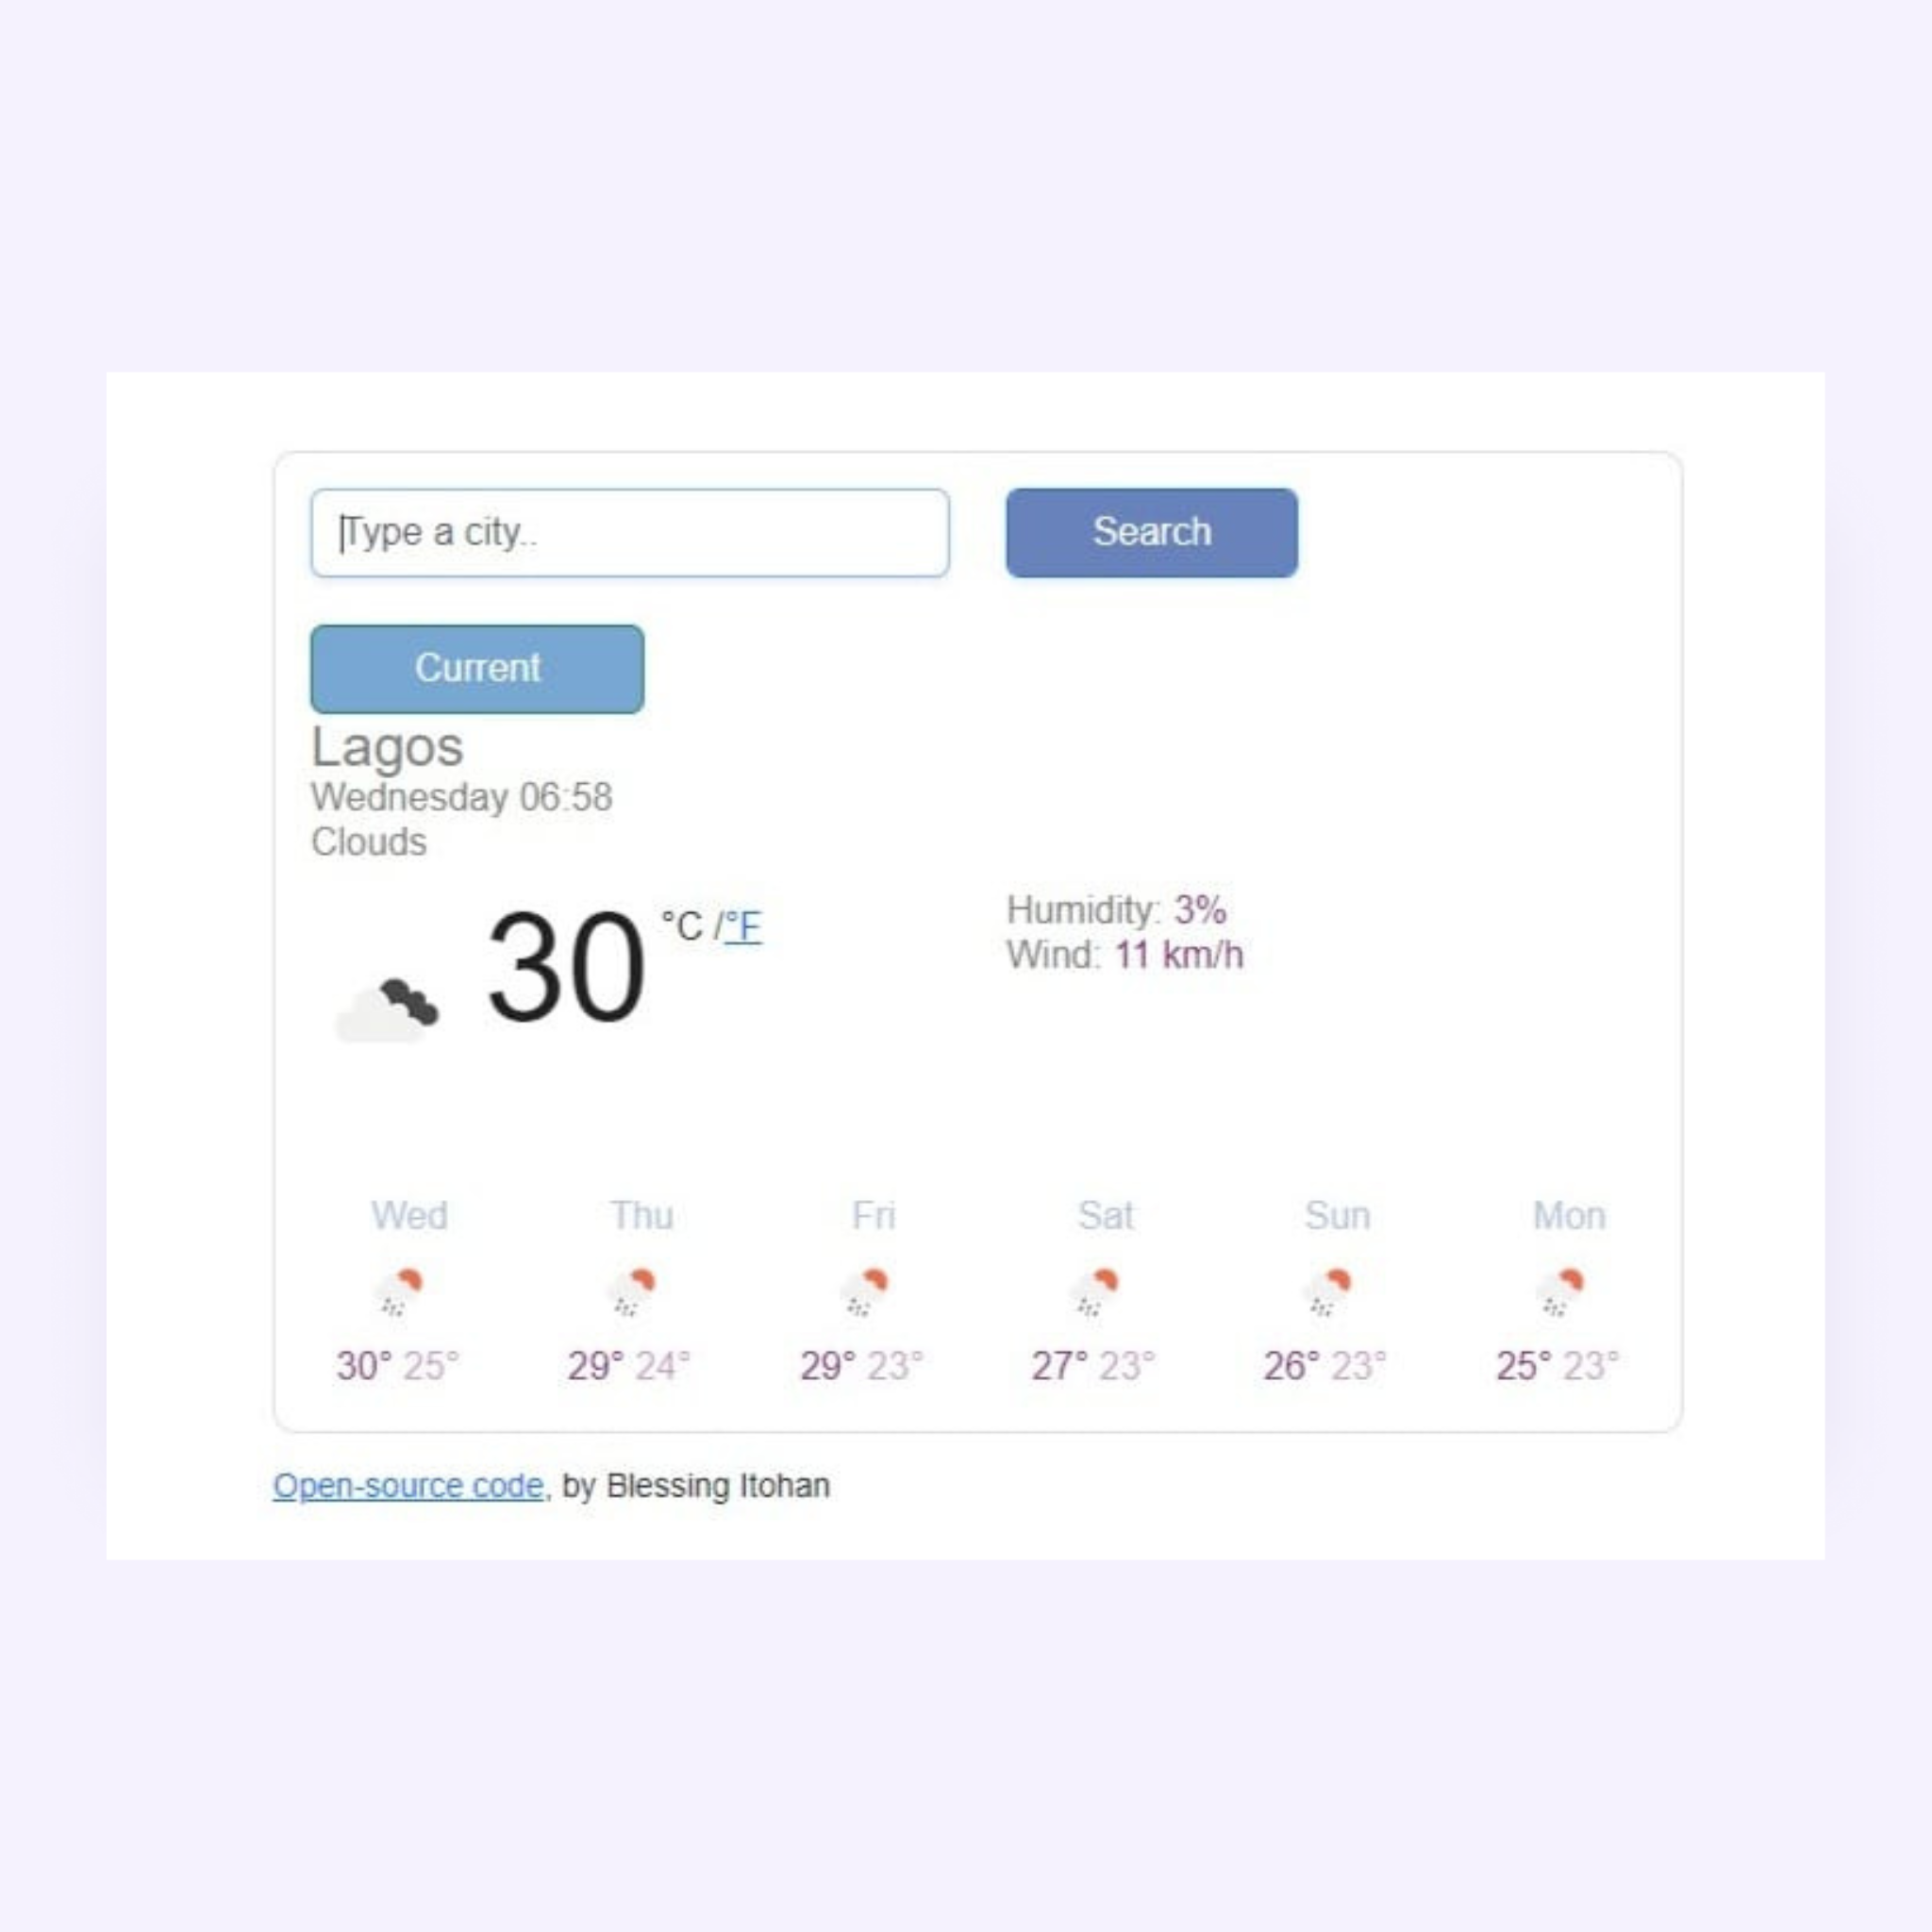 Type a city..
Search
Current
Lagos
Wednesday 06:58
Clouds
30 °C /°F
Humidity: 3%
Wind: 11 km/h
Wed Thu Fri Sat Sun Mon
30° 25° 29° 24° 29° 23° 27° 23° 26° 23° 25° 23°
Open-source code, by Blessing Itohan